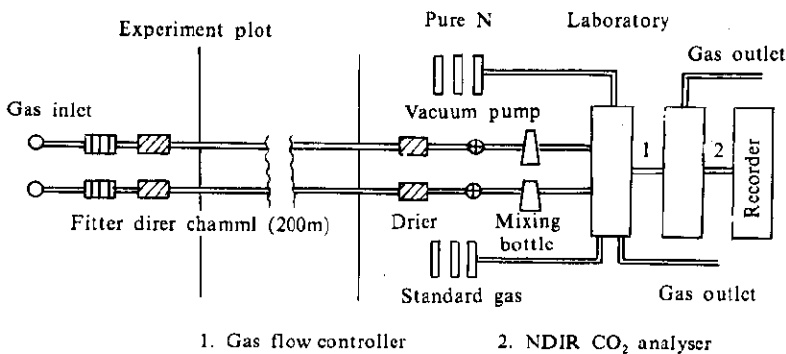 Pure N
Laboratory
Experiment plot
Gas outlet
Gas inlet
Vacuum pump
1
2
Recorder
Fitter direr chamml (200m)
Drier
Mixing
bottle
Standard gas
Gas outlet
1. Gas flow controller
2. NDIR CO₂ analyser